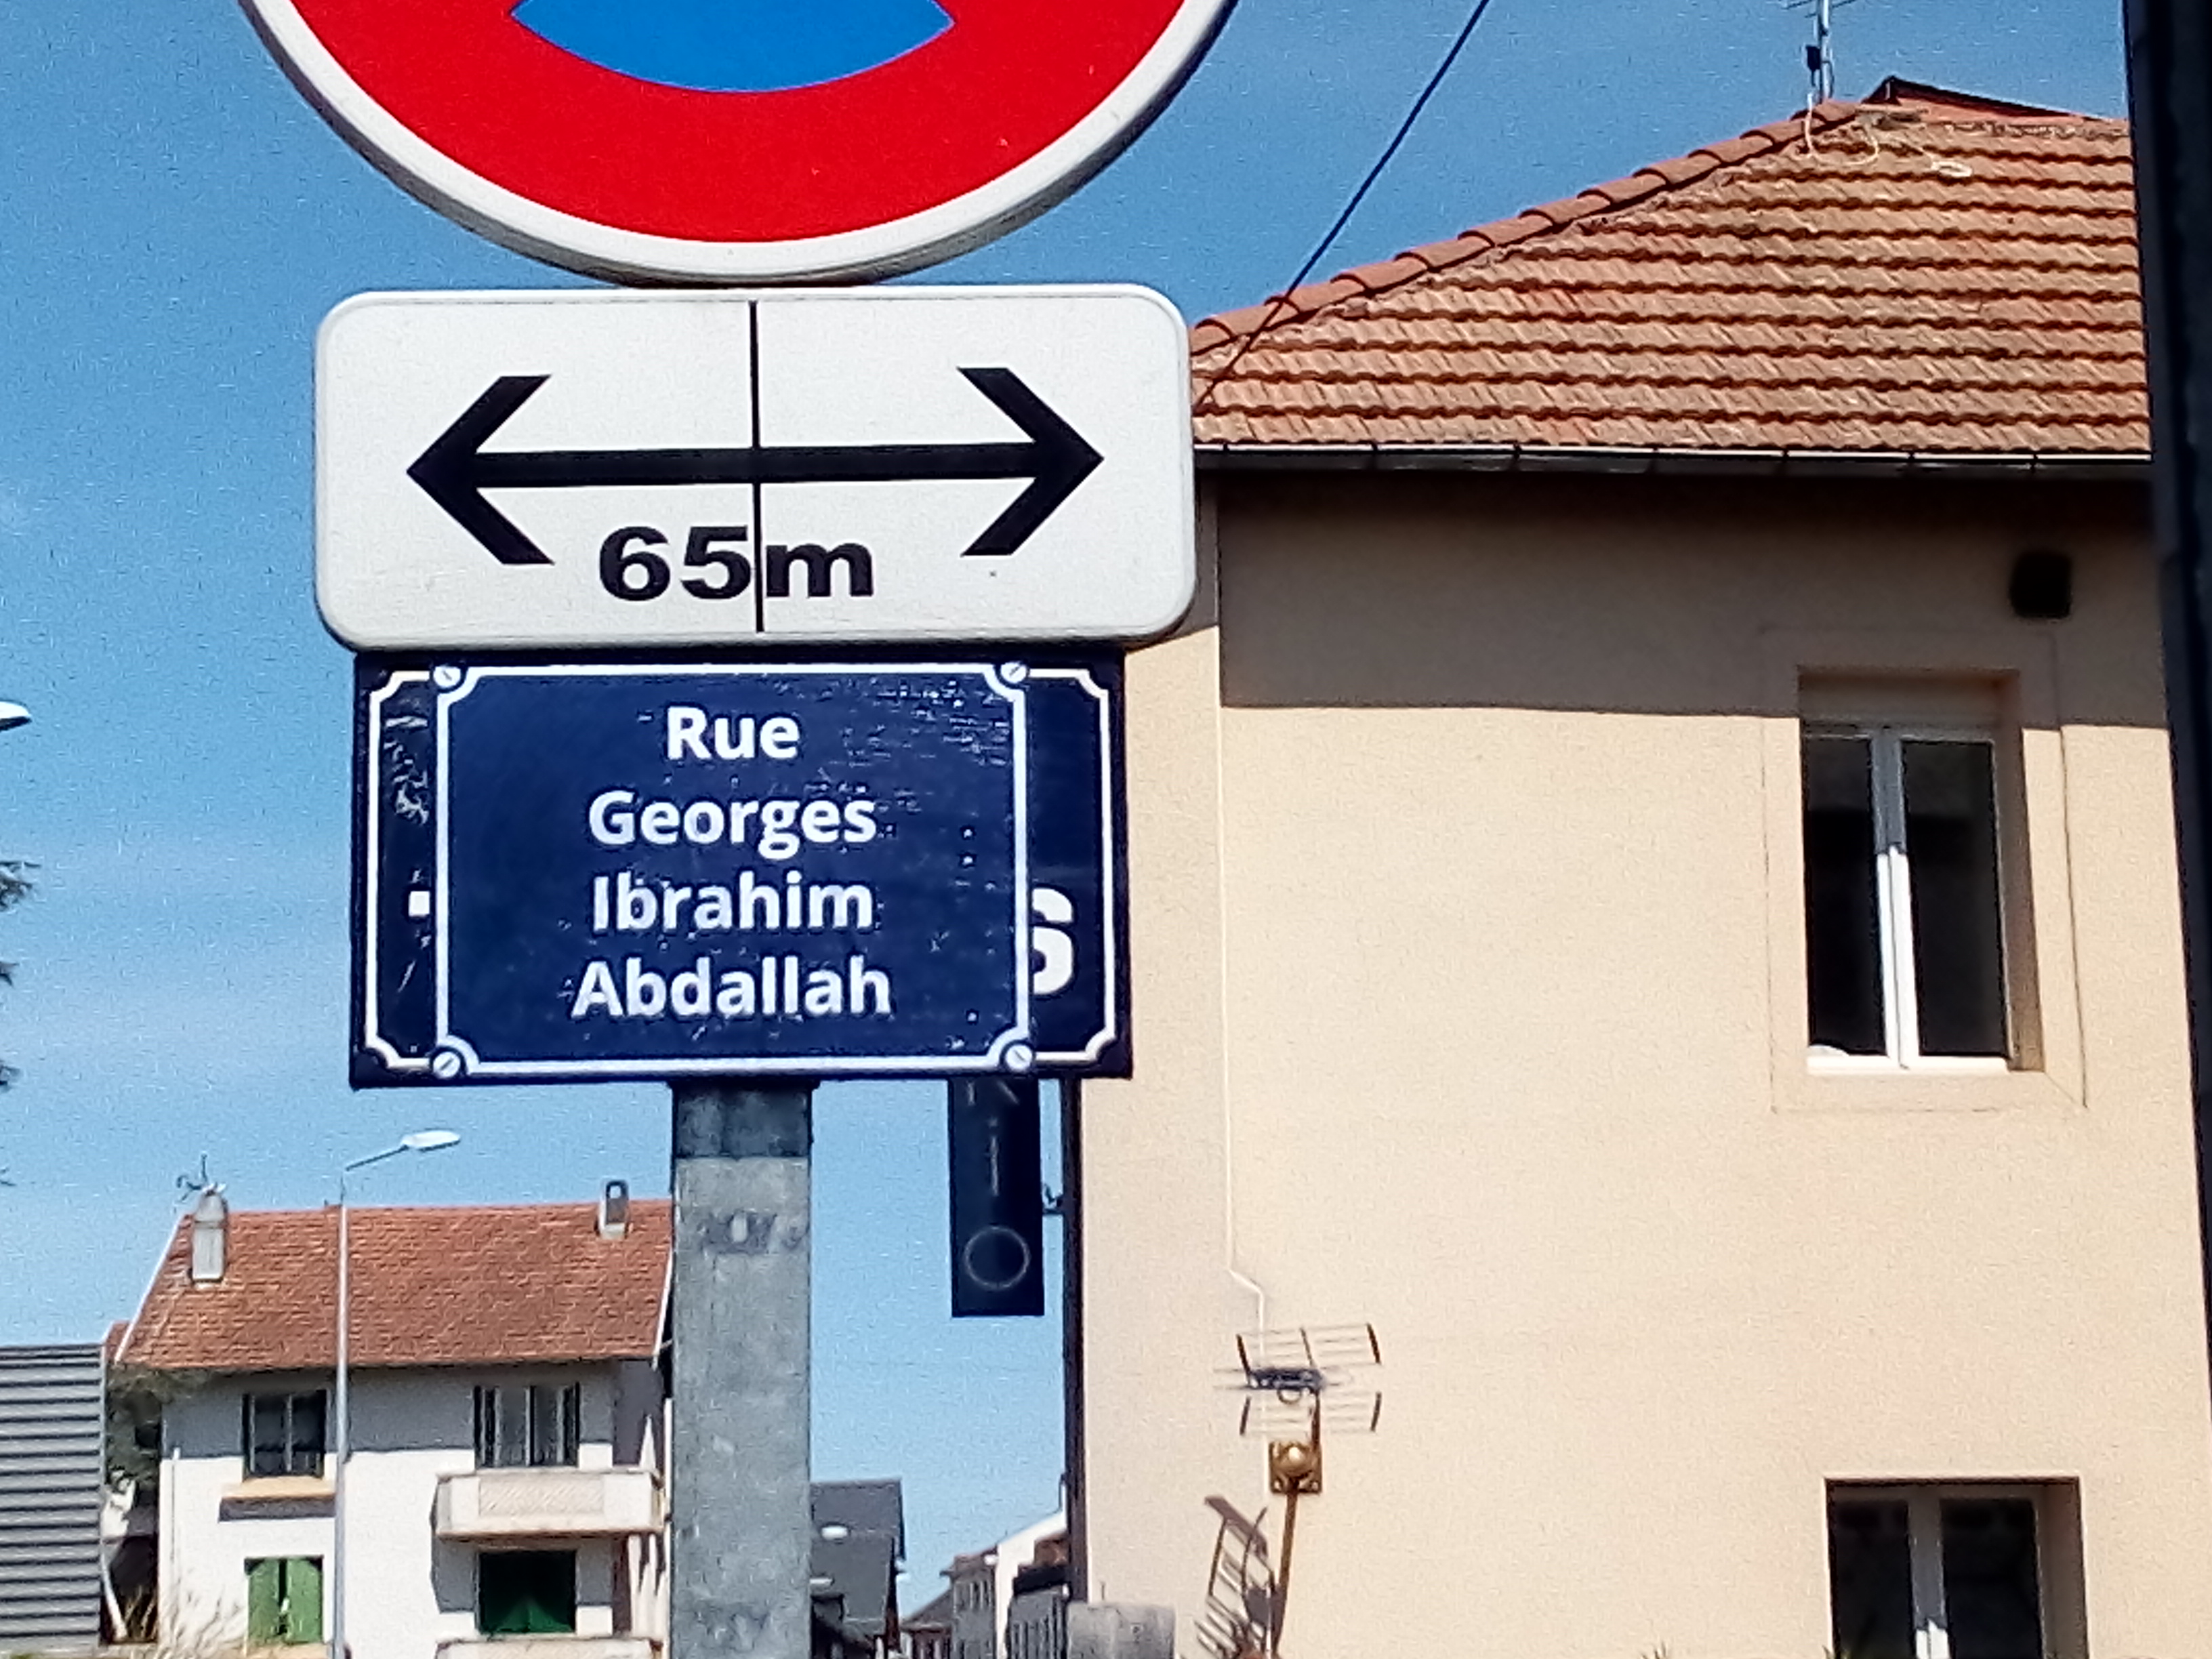 65m
Rue
Georges
Ibrahim
Abdallah
s